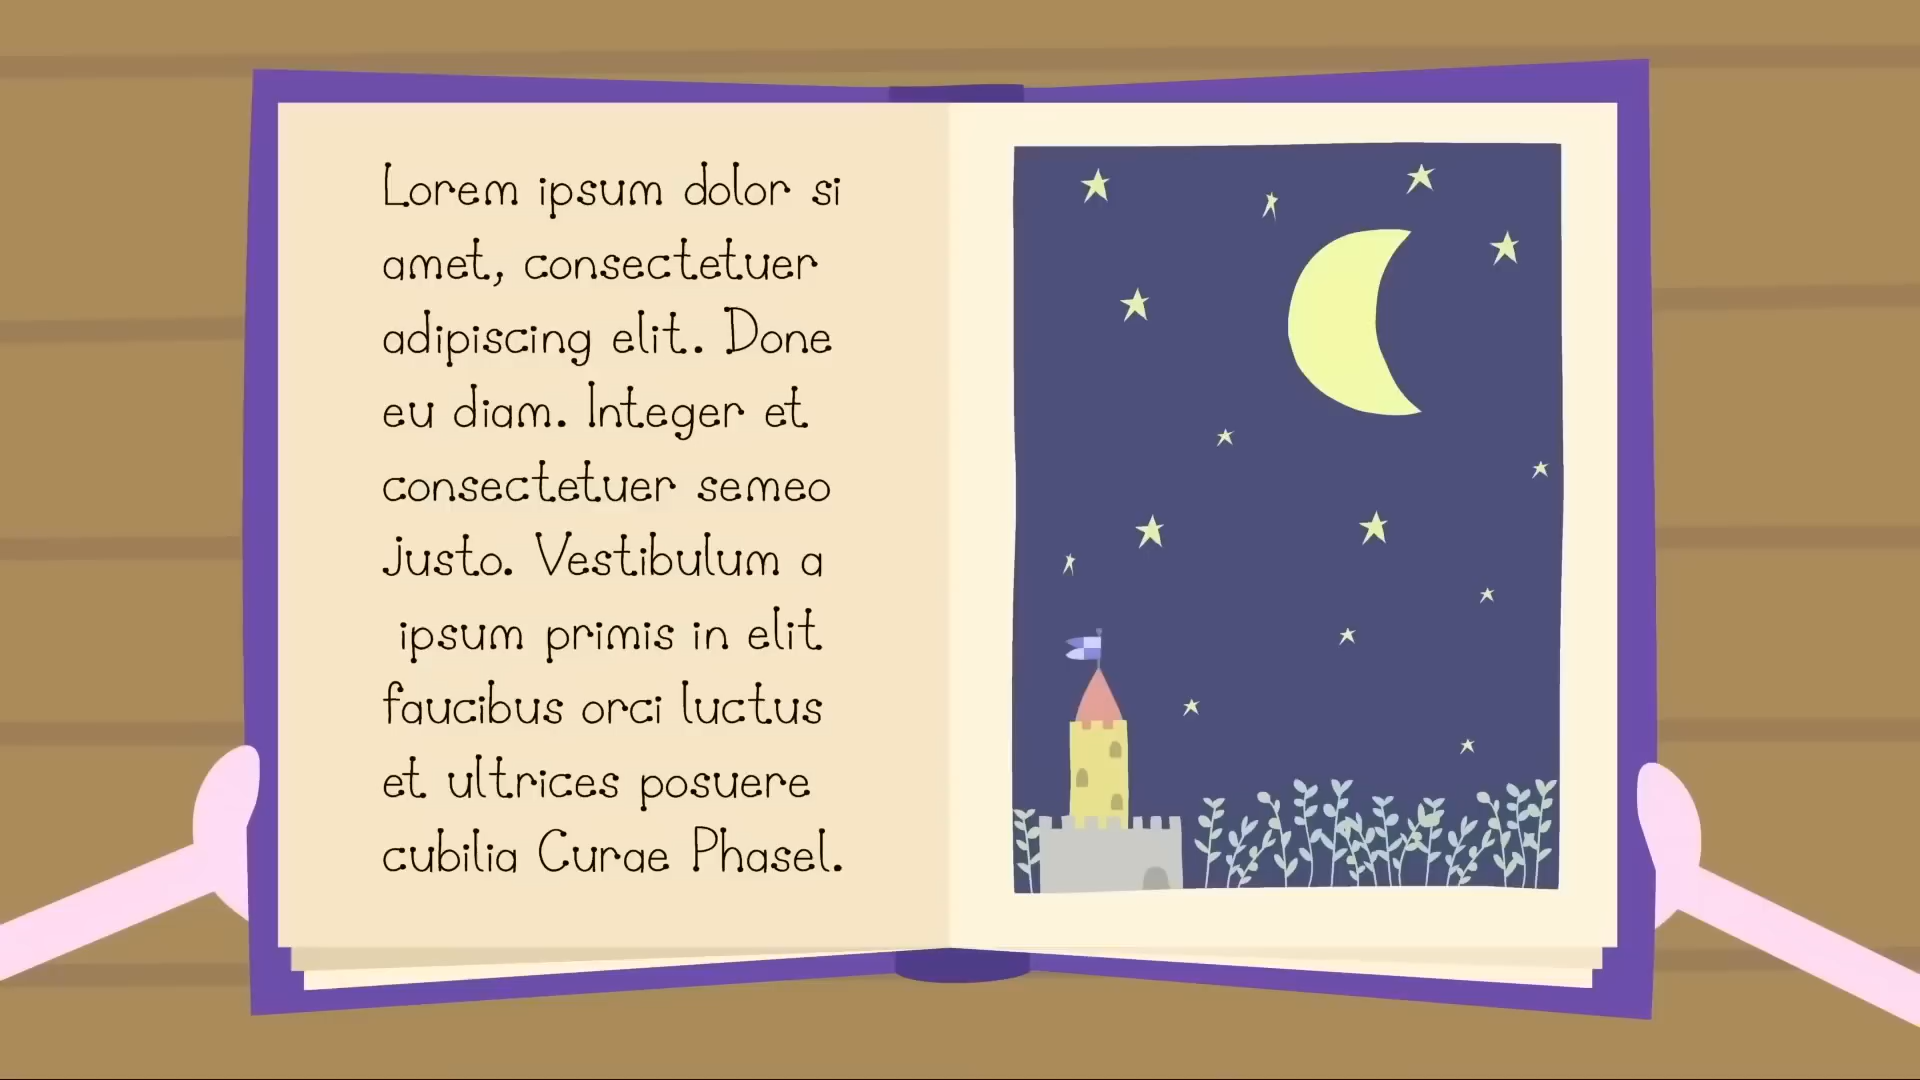 Lorem ipsum dolor si
amet, consectetuer
adipiscing elit. Done
eu diam. Integer et
consectetuer semeo
justo. Vestibulum a
ipsum primis in elit
faucibus orci luctus
et ultrices posuere
cubilia Curae Phasel.